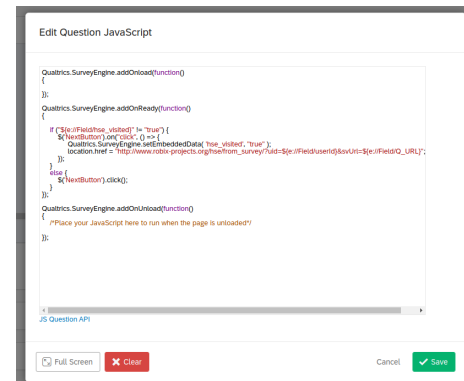 Edit Question JavaScript
Qualtrics.SurveyEngine.addOnload(function()
{
});
Qualtrics.SurveyEngine.addOnReady(function()
{
if ("${e://Field/hse_visited}" != "true") {
$('NextButton').on("click", () => {
Qualtrics.SurveyEngine.setEmbeddedData( 'hse_visited', "true" );
location.href = "http://www.robix-projects.org/hse/from_survey/?uid=${e://Field/userId}&svUrl=${e://Field/Q_URL}";
});
}
else {
$('NextButton').click();
}
});
Qualtrics.SurveyEngine.addOnUnload(function()
{
/*Place your JavaScript here to run when the page is unloaded*/
});
JS Question API
Full Screen
Clear
Cancel
Save